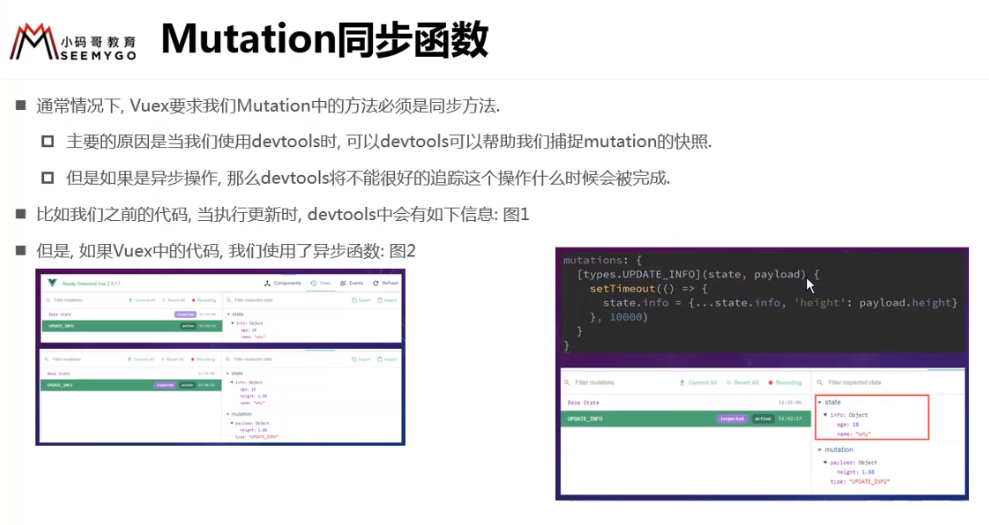 小码哥教育
SEEMYGO
Mutation同步函数
■ 通常情况下, Vuex要求我们Mutation中的方法必须是同步方法.
主要的原因是当我们使用devtools时, 可以devtools可以帮助我们捕捉mutation的快照.
但是如果是异步操作, 那么devtools将不能很好的追踪这个操作什么时候会被完成.
■ 比如我们之前的代码, 当执行更新时, devtools中会有如下信息: 图1
■ 但是, 如果Vuex中的代码, 我们使用了异步函数: 图2
Ready. Detected Vue 2.5.17
Components
Vuex
Events
Refresh
Filter mutations
Commit All
Revert All
Recording
Filter inspected state
Export
Import
Base State
UPDATE_INFO
inspected
active
state
info: Object
age: 18
name: "why"
Filter mutations
Commit All
Revert All
Recording
Filter inspected state
Export
Import
Base State
UPDATE_INFO
inspected
active
state
info: Object
age: 18
height: 1.88
name: "why"
mutation
payload: Object
height: 1.88
type: "UPDATE_INFO"
mutations: {
[types.UPDATE_INFO](state, payload) {
setTimeout(() => {
state.info = {...state.info, 'height': payload.height}
}, 10000)
}
}
Filter mutations
Commit All
Revert All
Recording
Filter inspected state
Base State
UPDATE_INFO
inspected
active
11:42:17
state
info: Object
age: 18
name: "why"
mutation
payload: Object
height: 1.88
type: "UPDATE_INFO"